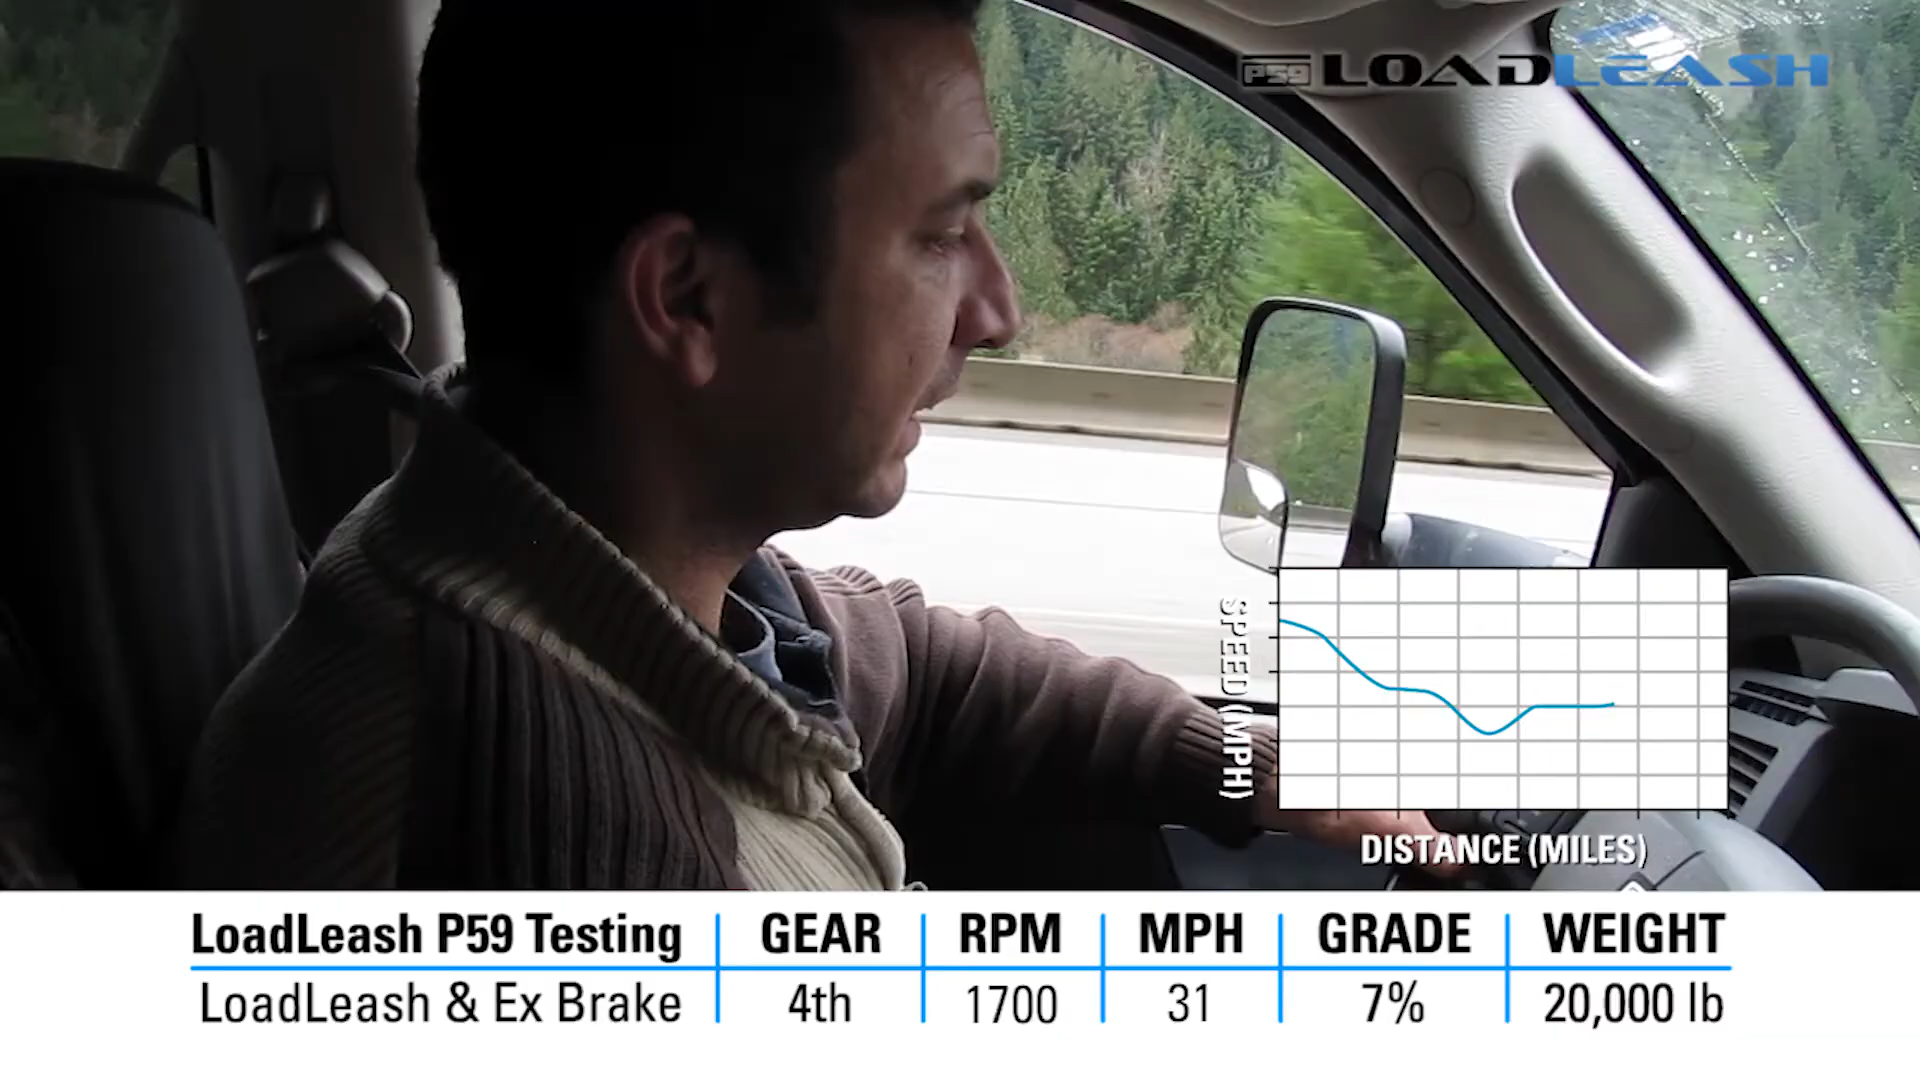 P59 LOADLEASH
SPEED (MPH)
DISTANCE (MILES)
LoadLeash P59 Testing GEAR RPM MPH GRADE WEIGHT
LoadLeash & Ex Brake 4th 1700 31 7% 20,000 lb